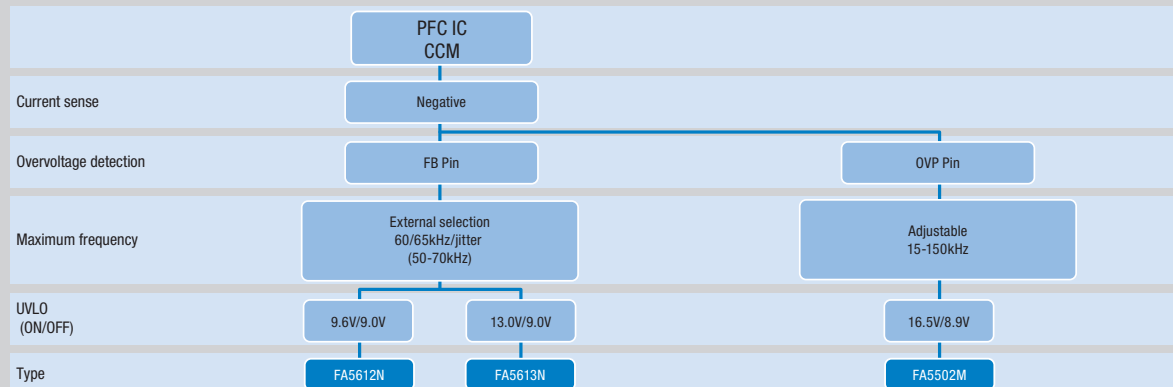 PFC IC
CCM
Current sense
Negative
Overvoltage detection
FB Pin
OVP Pin
Maximum frequency
External selection
60/65kHz/jitter
(50-70kHz)
Adjustable
15-150kHz
UVLO
(ON/OFF)
9.6V/9.0V
13.0V/9.0V
16.5V/8.9V
Type
FA5612N
FA5613N
FA5502M